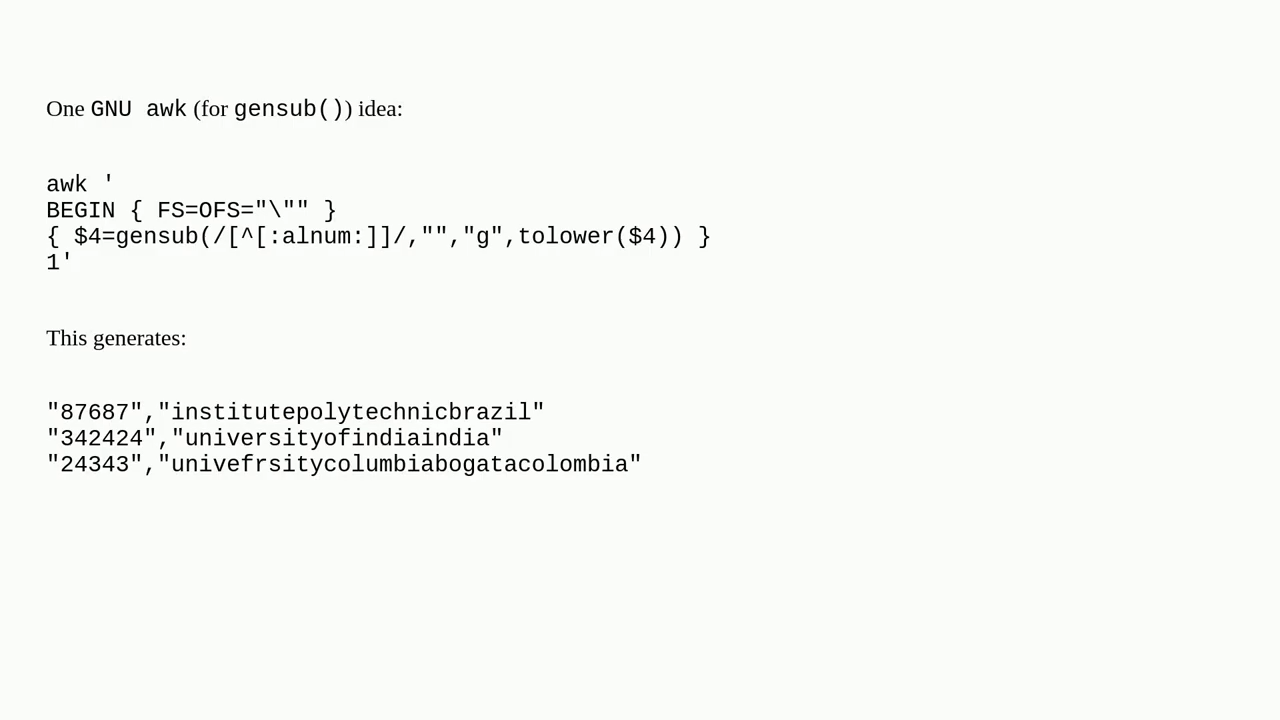 One GNU awk (for gensub()) idea:
awk '
BEGIN { FS=OFS="\"" }
{ $4=gensub(/[^[:alnum:]]/,"","g",tolower($4)) }
1'
This generates:
"87687","institutepolytechnicbrazil"
"342424","universityofindiaindia"
"24343","univefrsitycolumbiabogatacolombia"